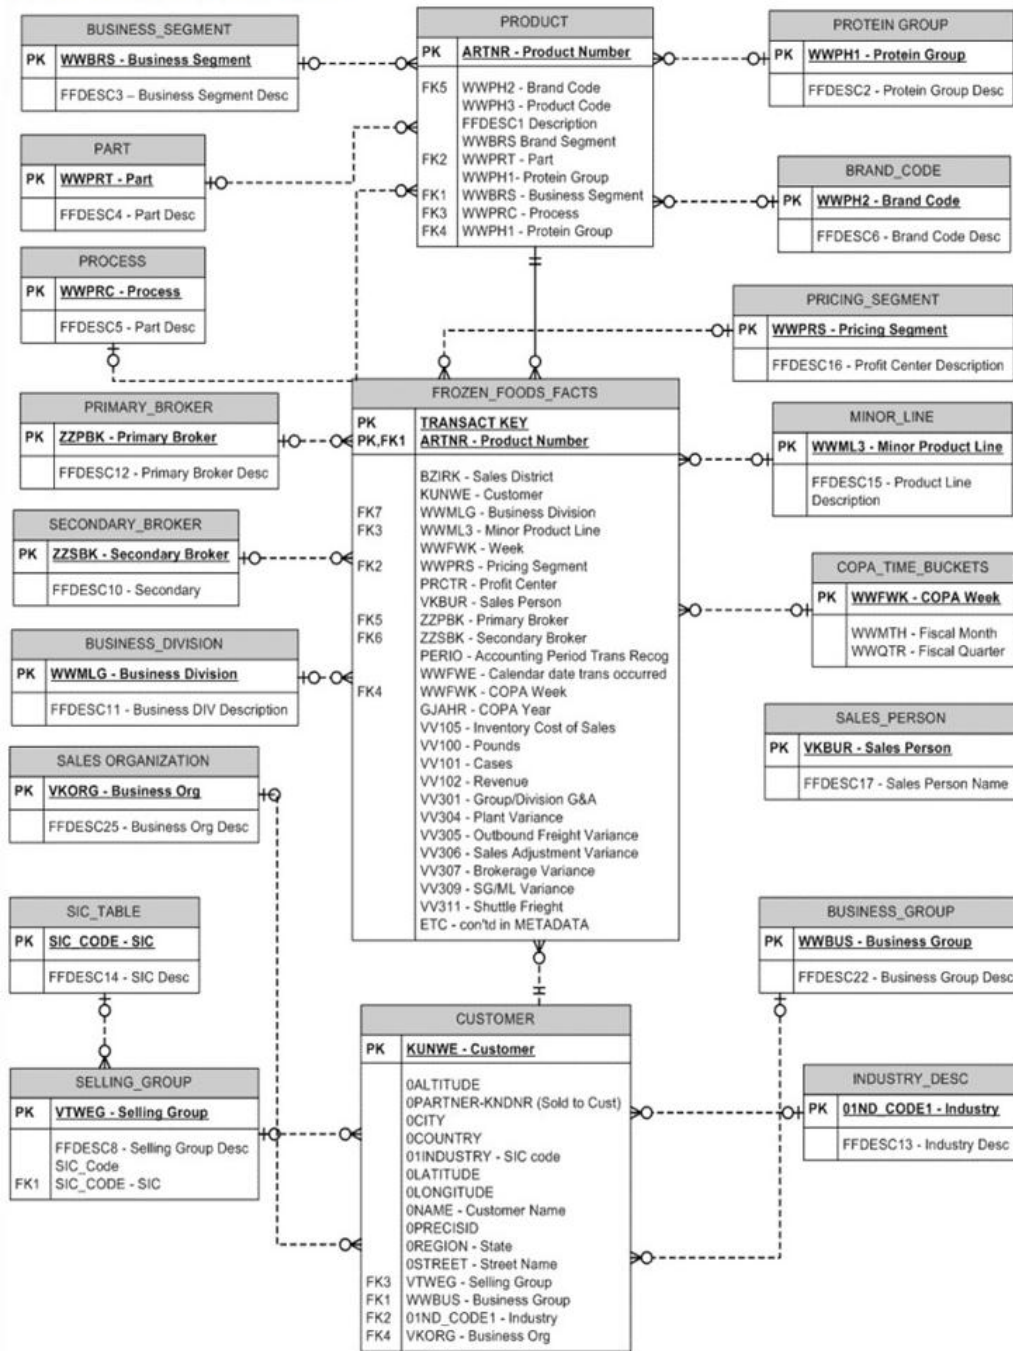 BUSINESS_SEGMENT
PK WWBRS - Business Segment
FFDESC3 – Business Segment Desc
PART
PK WWPRT - Part
FFDESC4 - Part Desc
PROCESS
PK WWPRC - Process
FFDESC5 - Part Desc
PRODUCT
PK ARTNR - Product Number
FK5 WWPH2 - Brand Code
WWPH3 - Product Code
FFDESC1 Description
WWBRS Brand Segment
FK2 WWPRT - Part
WWPH1- Protein Group
FK1 WWBRS - Business Segment
FK3 WWPRC - Process
FK4 WWPH1 - Protein Group
PROTEIN GROUP
PK WWPH1 - Protein Group
FFDESC2 - Protein Group Desc
BRAND_CODE
PK WWPH2 - Brand Code
FFDESC6 - Brand Code Desc
PRICING_SEGMENT
PK WWPRS - Pricing Segment
FFDESC16 - Profit Center Description
PRIMARY_BROKER
PK ZZPBK - Primary Broker
FFDESC12 - Primary Broker Desc
SECONDARY_BROKER
PK ZZSBK - Secondary Broker
FFDESC10 - Secondary
BUSINESS_DIVISION
PK WWMLG - Business Division
FFDESC11 - Business DIV Description
SALES ORGANIZATION
PK VKORG - Business Org
FFDESC25 - Business Org Desc
SIC_TABLE
PK SIC_CODE - SIC
FFDESC14 - SIC Desc
SELLING_GROUP
PK VTWEG - Selling Group
FFDESC8 - Selling Group Desc
SIC_Code
FK1 SIC_CODE - SIC
FROZEN_FOODS_FACTS
PK TRANSACT KEY
PK,FK1 ARTNR - Product Number
BZIRK - Sales District
KUNWE - Customer
FK7 WWMLG - Business Division
FK3 WWML3 - Minor Product Line
WWFWK - Week
FK2 WWPRS - Pricing Segment
PRCTR - Profit Center
VKBUR - Sales Person
FK5 ZZPBK - Primary Broker
FK6 ZZSBK - Secondary Broker
PERIO - Accounting Period Trans Recog
WWFWE - Calendar date trans occurred
FK4 WWFWK - COPA Week
GJAHR - COPA Year
VV105 - Inventory Cost of Sales
VV100 - Pounds
VV101 - Cases
VV102 - Revenue
VV301 - Group/Division G&A
VV304 - Plant Variance
VV305 - Outbound Freight Variance
VV306 - Sales Adjustment Variance
VV307 - Brokerage Variance
VV309 - SG/ML Variance
VV311 - Shuttle Frieght
ETC - con'td in METADATA
MINOR_LINE
PK WWML3 - Minor Product Line
FFDESC15 - Product Line
Description
COPA_TIME_BUCKETS
PK WWFWK - COPA Week
WWMTH - Fiscal Month
WWQTR - Fiscal Quarter
SALES_PERSON
PK VKBUR - Sales Person
FFDESC17 - Sales Person Name
BUSINESS_GROUP
PK WWBUS - Business Group
FFDESC22 - Business Group Desc
INDUSTRY_DESC
PK 01ND_CODE1 - Industry
FFDESC13 - Industry Desc
CUSTOMER
PK KUNWE - Customer
0ALTITUDE
0PARTNER-KNDNR (Sold to Cust)
0CITY
0COUNTRY
01INDUSTRY - SIC code
0LATITUDE
0LONGITUDE
0NAME - Customer Name
0PRECISID
0REGION - State
0STREET - Street Name
FK3 VTWEG - Selling Group
FK1 WWBUS - Business Group
FK2 01ND_CODE1 - Industry
FK4 VKORG - Business Org